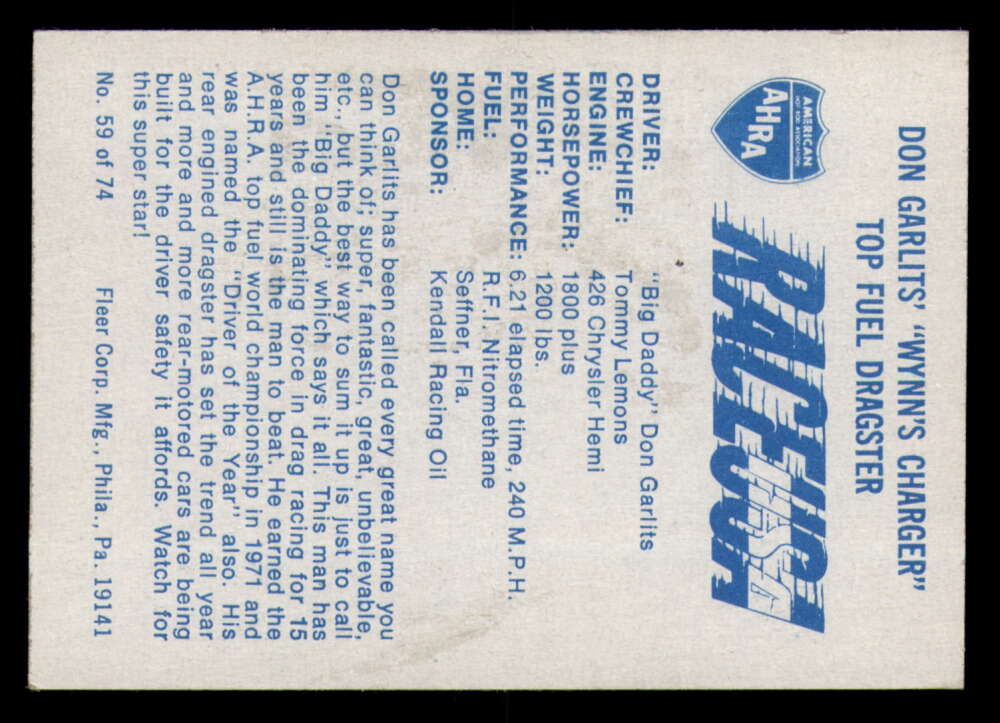 DON GARLITS' "WYNN'S CHARGER"
TOP FUEL DRAGSTER
AMERICAN
HOT ROD ASSOCIATION
AHRA
RACE USA
DRIVER: "Big Daddy" Don Garlits
CREWCHIEF: Tommy Lemons
ENGINE: 426 Chrysler Hemi
HORSEPOWER: 1800 plus
WEIGHT: 1200 lbs.
PERFORMANCE: 6.21 elapsed time, 240 M.P.H.
FUEL: R.F.I. Nitromethane
HOME: Seffner, Fla.
SPONSOR: Kendall Racing Oil
Don Garlits has been called every great name you
can think of; super, fantastic, great, unbelievable,
etc., but the best way to sum it up is just to call
him "Big Daddy" which says it all. This man has
been the dominating force in drag racing for 15
years and still is the man to beat. He earned the
A.H.R.A. top fuel world championship in 1971 and
was named the "Driver of the Year" also. His
rear engined dragster has set the trend all year
and more and more rear-motored cars are being
built for the driver safety it affords. Watch for
this super star!
No. 59 of 74 Fleer Corp. Mfg., Phila., Pa. 19141